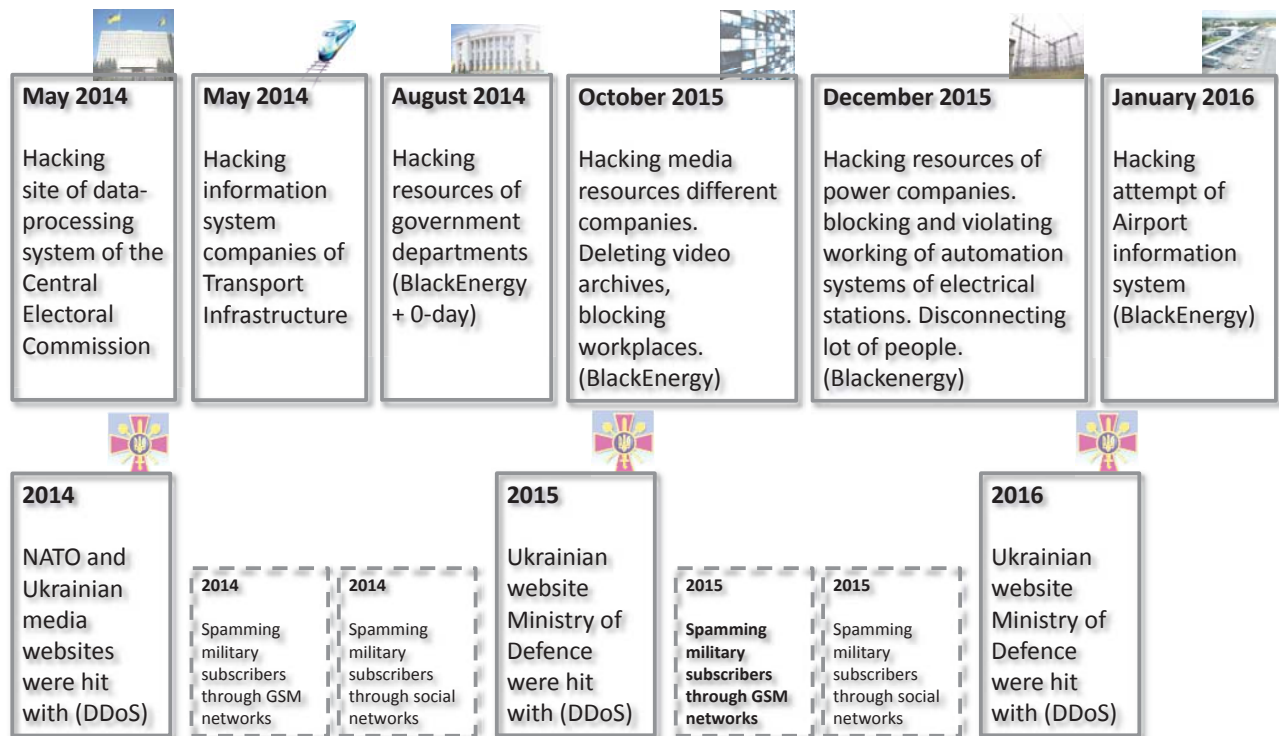 May 2014
Hacking
site of data-
processing
system of the
Central
Electoral
Commission
May 2014
Hacking
information
system
companies of
Transport
Infrastructure
August 2014
Hacking
resources of
government
departments
(BlackEnergy
+ 0-day)
October 2015
Hacking media
resources different
companies.
Deleting video
archives,
blocking
workplaces.
(BlackEnergy)
December 2015
Hacking resources of
power companies.
blocking and violating
working of automation
systems of electrical
stations. Disconnecting
lot of people.
(Blackenergy)
January 2016
Hacking
attempt of
Airport
information
system
(BlackEnergy)
2014
NATO and
Ukrainian
media
websites
were hit
with (DDoS)
2014
Spamming
military
subscribers
through GSM
networks
2014
Spamming
military
subscribers
through social
networks
2015
Ukrainian
website
Ministry of
Defence
were hit
with (DDoS)
2015
Spamming
military
subscribers
through GSM
networks
2015
Spamming
military
subscribers
through social
networks
2016
Ukrainian
website
Ministry of
Defence
were hit
with (DDoS)